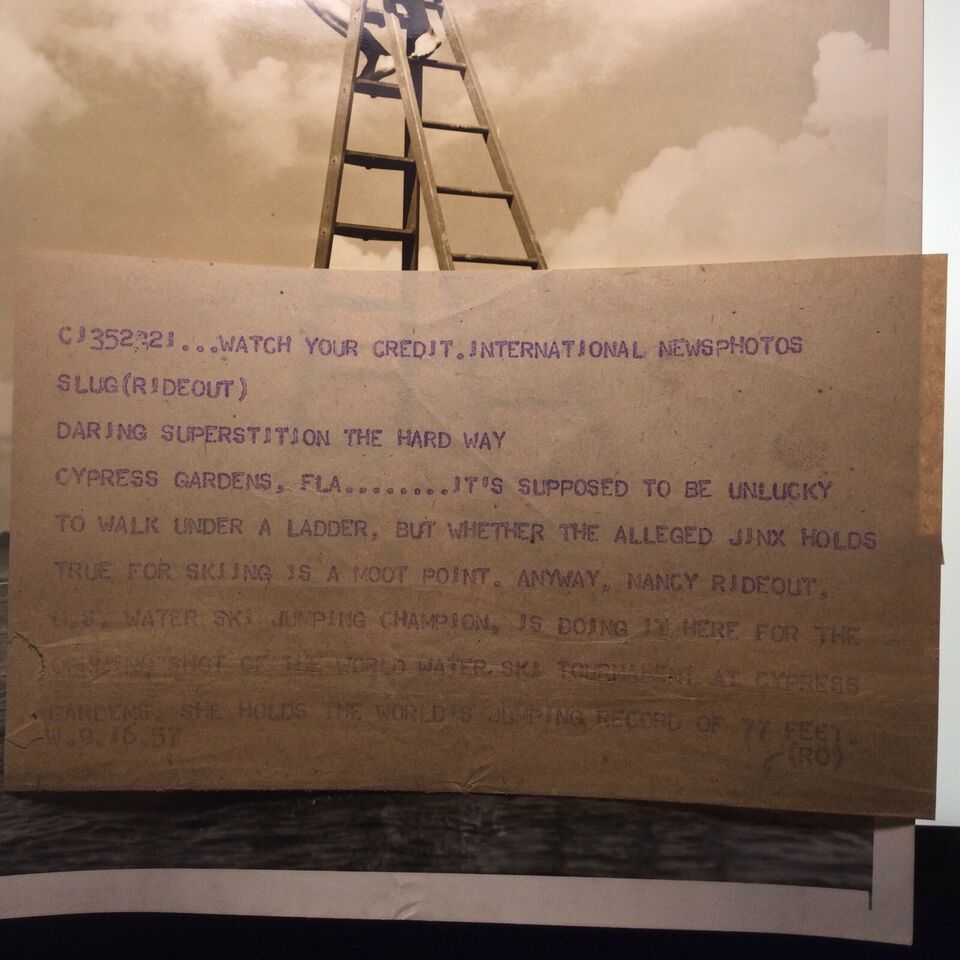 ...WATCH YOUR CREDIT.INTERNATIONAL NEWSPHOTOS
SLUG(RIDEOUT)
DARING SUPERSTITION THE HARD WAY
CYPRESS GARDENS, FLA.........IT'S SUPPOSED TO BE UNLUCKY
TO WALK UNDER A LADDER, BUT WHETHER THE ALLEGED JINX HOLDS
TRUE FOR SKIING IS A MOOT POINT. ANYWAY, NANCY RIDEOUT,
U.S. WATER SKI JUMPING CHAMPION, IS DOING IT HERE FOR THE
SHOT OF THE WORLD WATER SKI TOURNAMENT AT CYPRESS
GARDENS. SHE HOLDS THE WORLD'S JUMPING RECORD OF 77 FEET.
W.9.16.57 (RO)